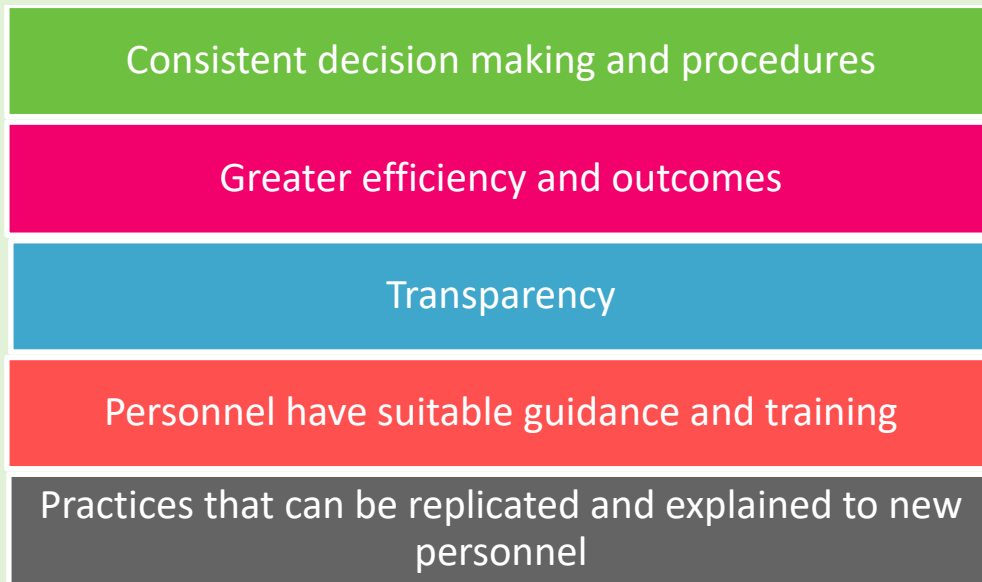 Consistent decision making and procedures
Greater efficiency and outcomes
Transparency
Personnel have suitable guidance and training
Practices that can be replicated and explained to new
personnel